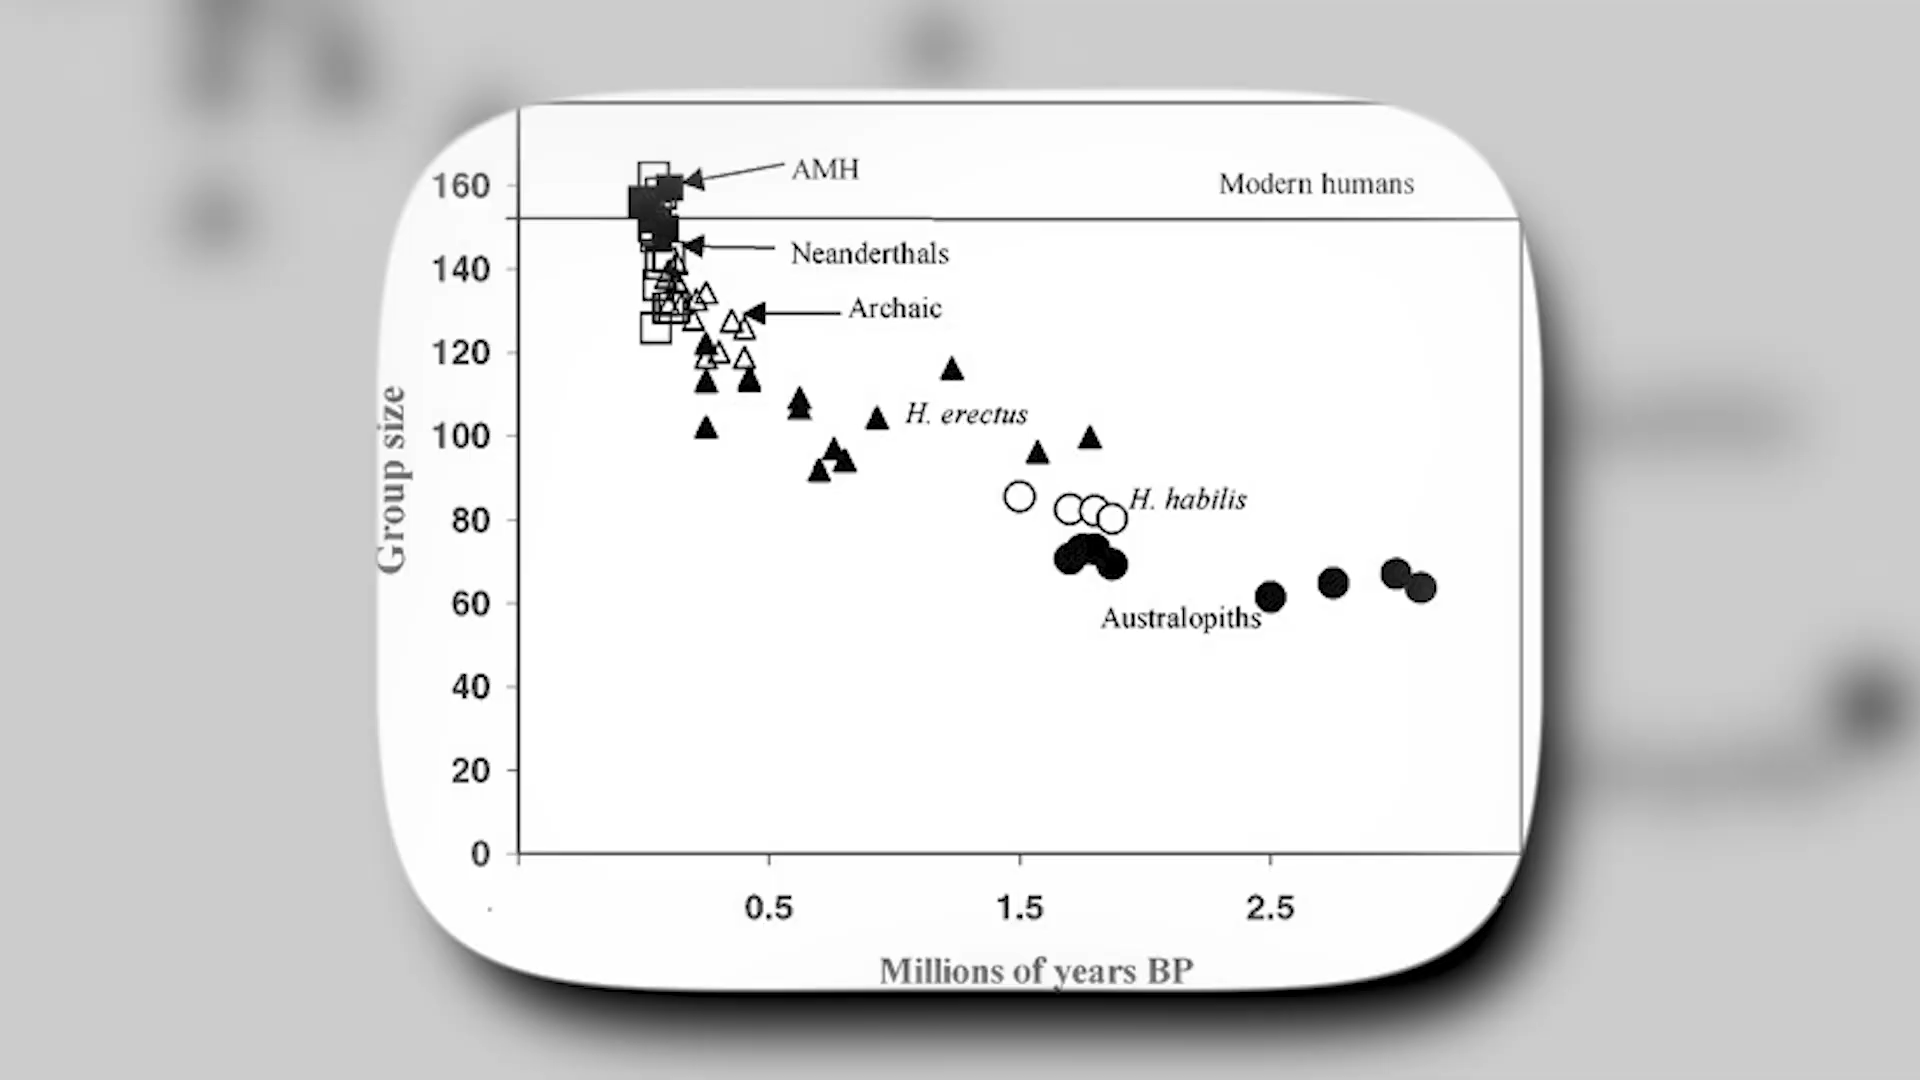 160
140
120
100
80
60
40
20
0
Group size
AMH
Modern humans
Neanderthals
Archaic
H. erectus
H. habilis
Australopiths
0.5
1.5
2.5
Millions of years BP